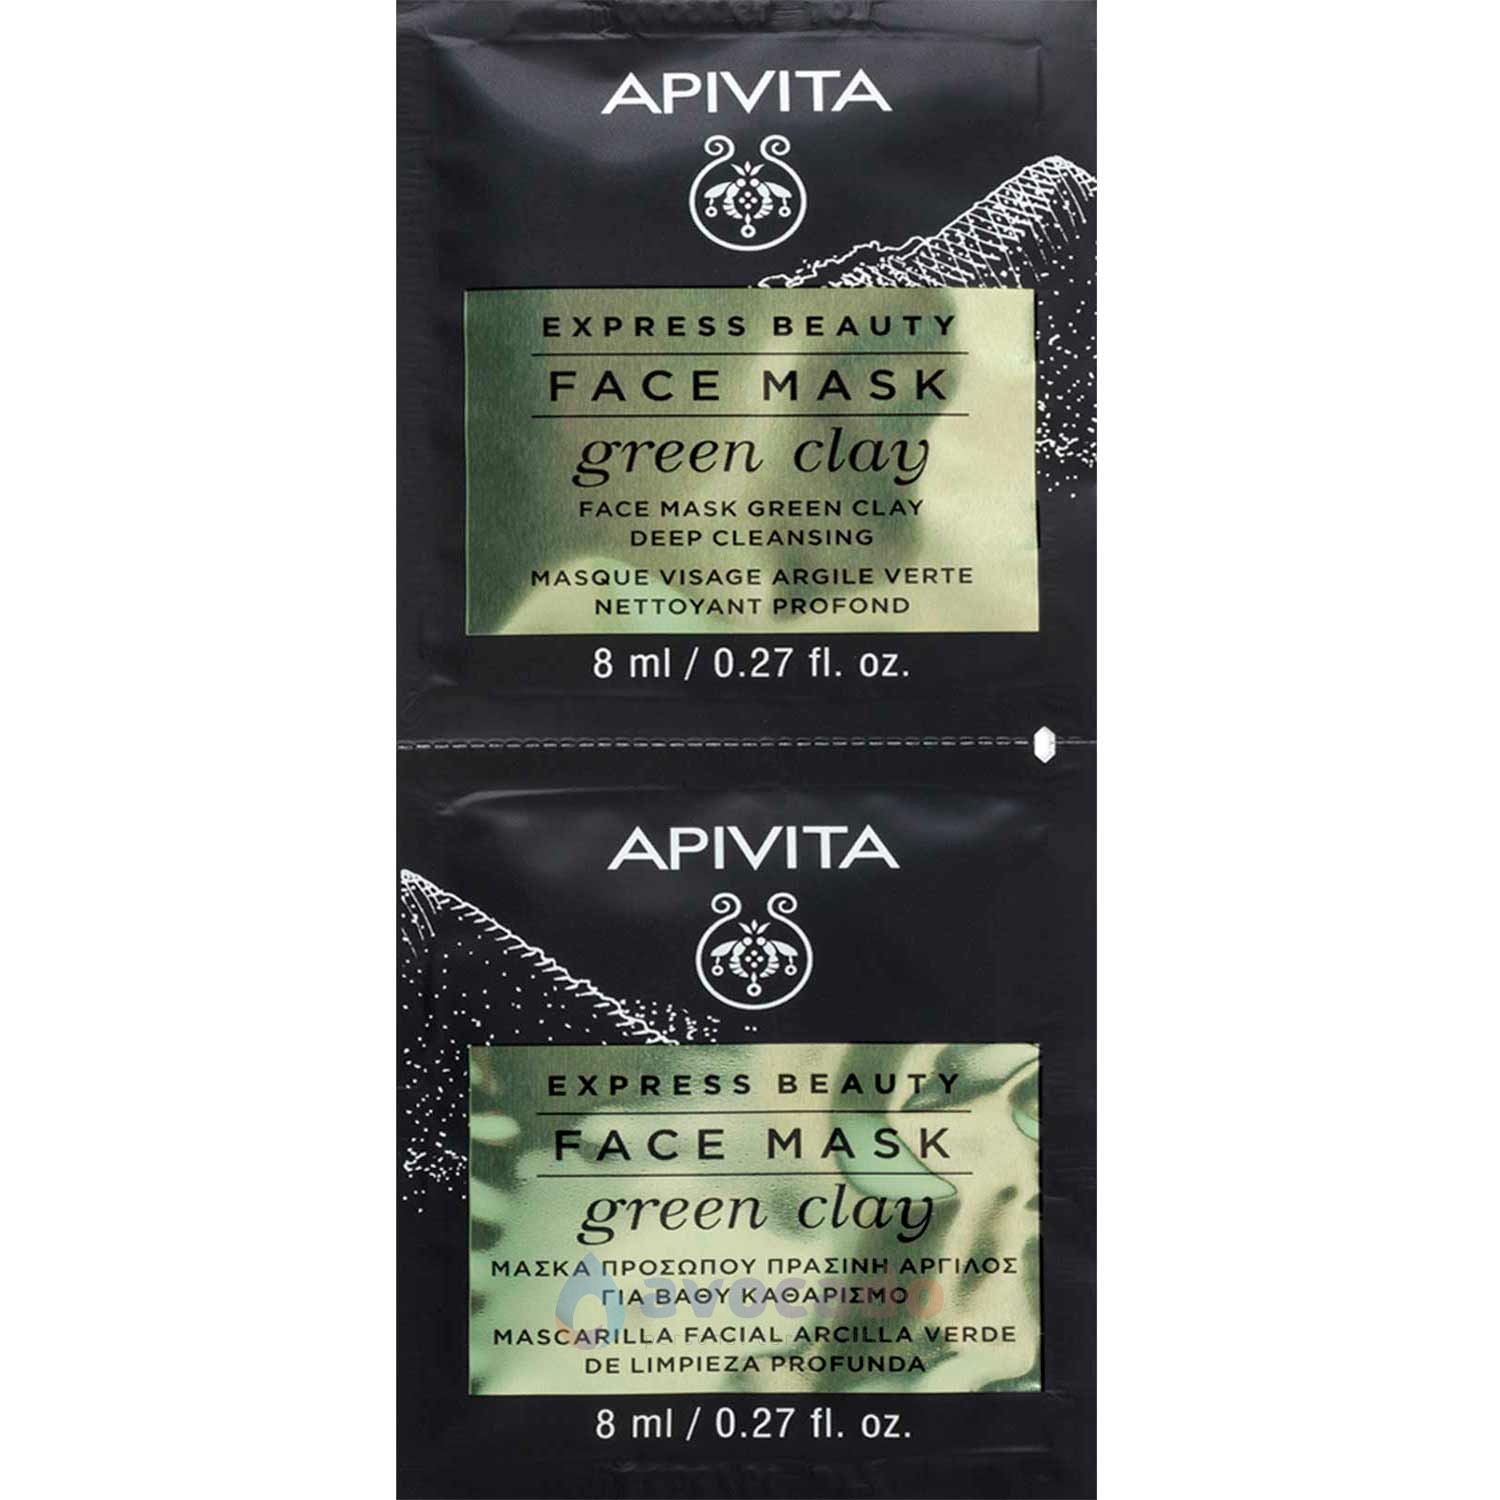 APIVITA
EXPRESS BEAUTY
FACE MASK
green clay
FACE MASK GREEN CLAY
DEEP CLEANSING
MASQUE VISAGE ARGILE VERTE
NETTOYANT PROFOND
8 ml / 0.27 fl. oz.
APIVITA
EXPRESS BEAUTY
FACE MASK
green clay
ΜΑΣΚΑ ΠΡΟΣΩΠΟΥ ΠΡΑΣΙΝΗ ΑΡΓΙΛΟΣ
ΓΙΑ ΒΑΘΥ ΚΑΘΑΡΙΣΜΟ
avocado
MASCARILLA FACIAL ARCILLA VERDE
DE LIMPIEZA PROFUNDA
8 ml / 0.27 fl. oz.